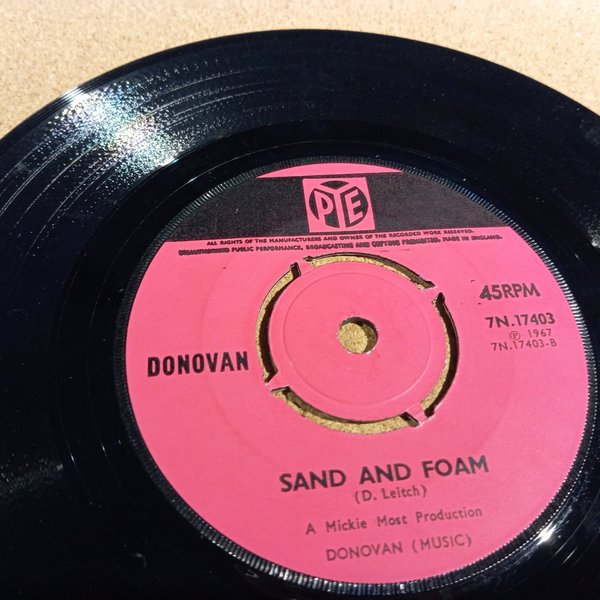 PYE
ALL RIGHTS OF THE MANUFACTURERS AND OWNER OF THE RECORDED WORK RESERVED.
UNAUTHORISED PUBLIC PERFORMANCE, BROADCASTING AND COPYING PROHIBITED. MADE IN ENGLAND.
45RPM
7N.17403
℗ 1967
7N.17403-B
DONOVAN
SAND AND FOAM
(D. Leitch)
A Mickie Most Production
DONOVAN (MUSIC)